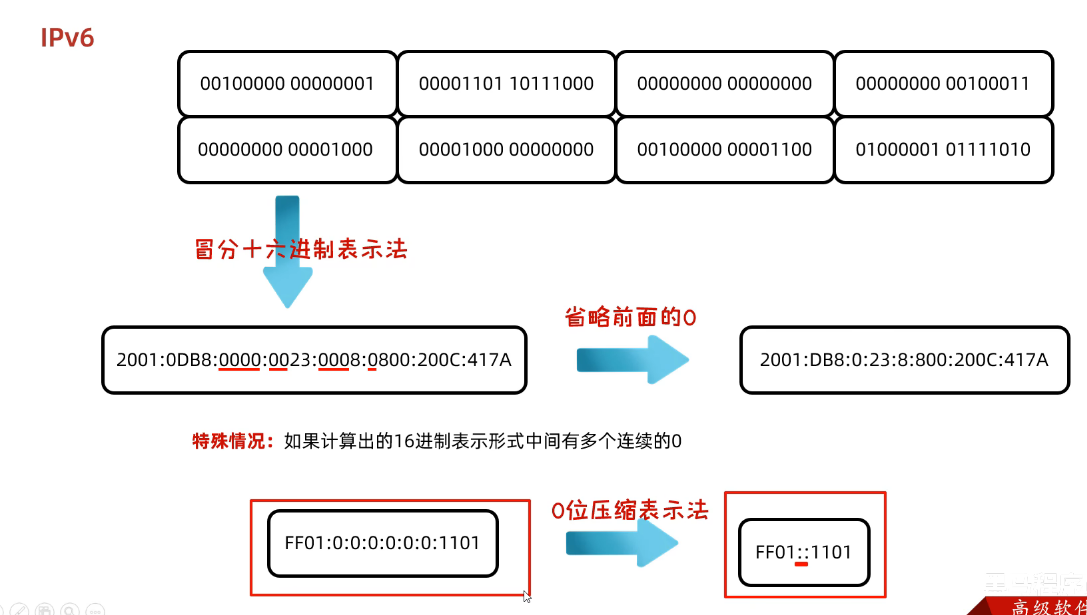 IPv6
00100000 00000001 00001101 10111000 00000000 00000000 00000000 00100011
00000000 00001000 00001000 00000000 00100000 00001100 01000001 01111010
冒分十六进制表示法
省略前面的0
2001:0DB8:0000:0023:0008:0800:200C:417A
2001:DB8:0:23:8:800:200C:417A
特殊情况：如果计算出的16进制表示形式中间有多个连续的0
0位压缩表示法
FF01:0:0:0:0:0:0:1101
FF01::1101
高级软件